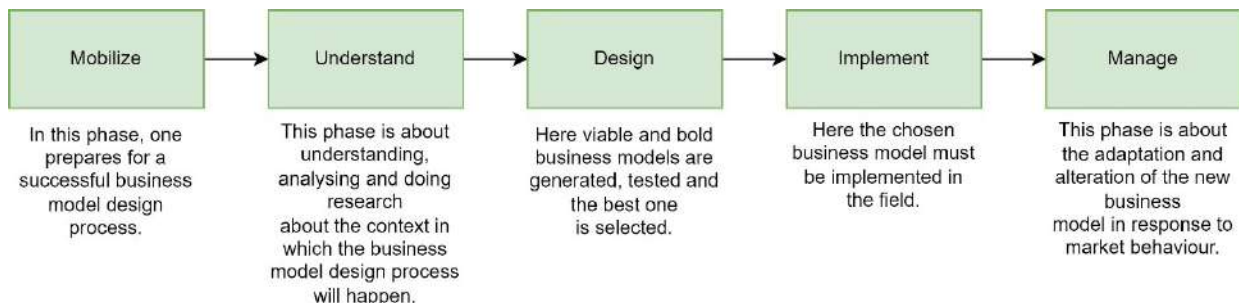 Mobilize
Understand
Design
Implement
Manage
In this phase, one
prepares for a
successful business
model design
process.
This phase is about
understanding,
analysing and doing
research
about the context in
which the business
model design process
will happen.
Here viable and bold
business models are
generated, tested and
the best one
is selected.
Here the chosen
business model must
be implemented in
the field.
This phase is about
the adaptation and
alteration of the new
business
model in response to
market behaviour.